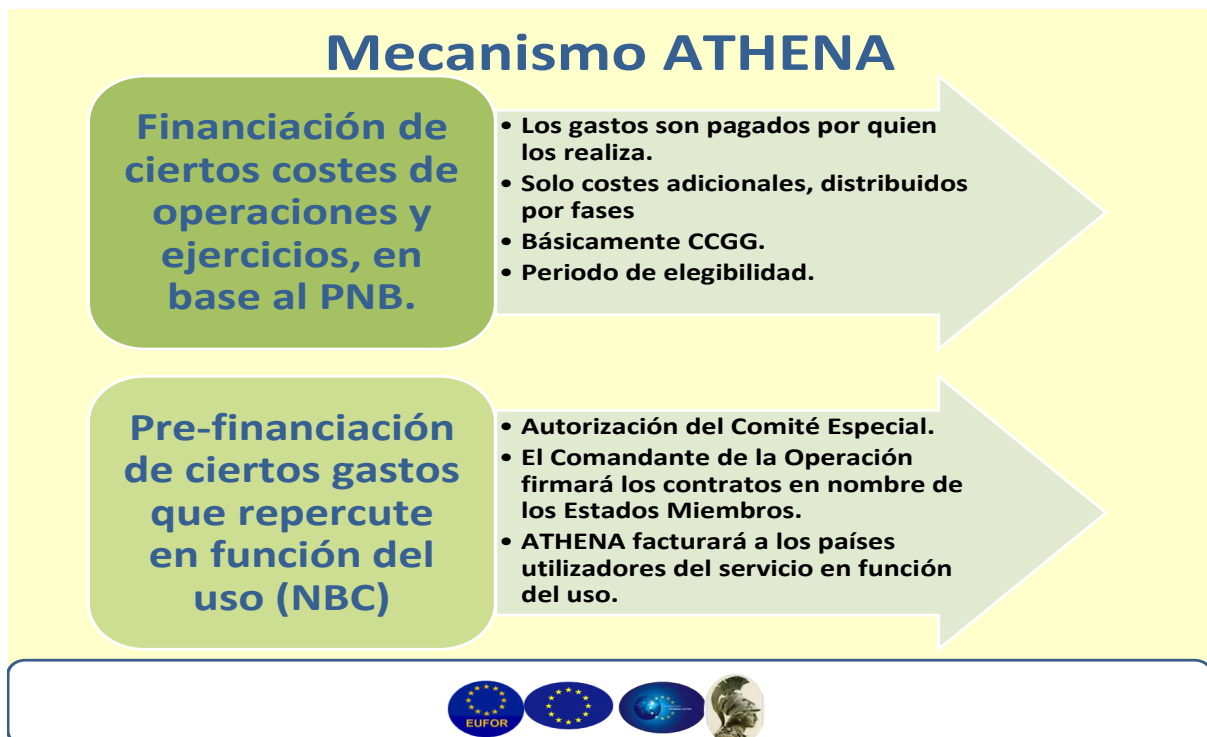 Mecanismo ATHENA
Financiación de
ciertos costes de
operaciones y
ejercicios, en
base al PNB.
• Los gastos son pagados por quien
los realiza.
• Solo costes adicionales, distribuidos
por fases
• Básicamente CCGG.
• Periodo de elegibilidad.
Pre-financiación
de ciertos gastos
que repercute
en función del
uso (NBC)
• Autorización del Comité Especial.
• El Comandante de la Operación
firmará los contratos en nombre de
los Estados Miembros.
• ATHENA facturará a los países
utilizadores del servicio en función
del uso.
EUFOR